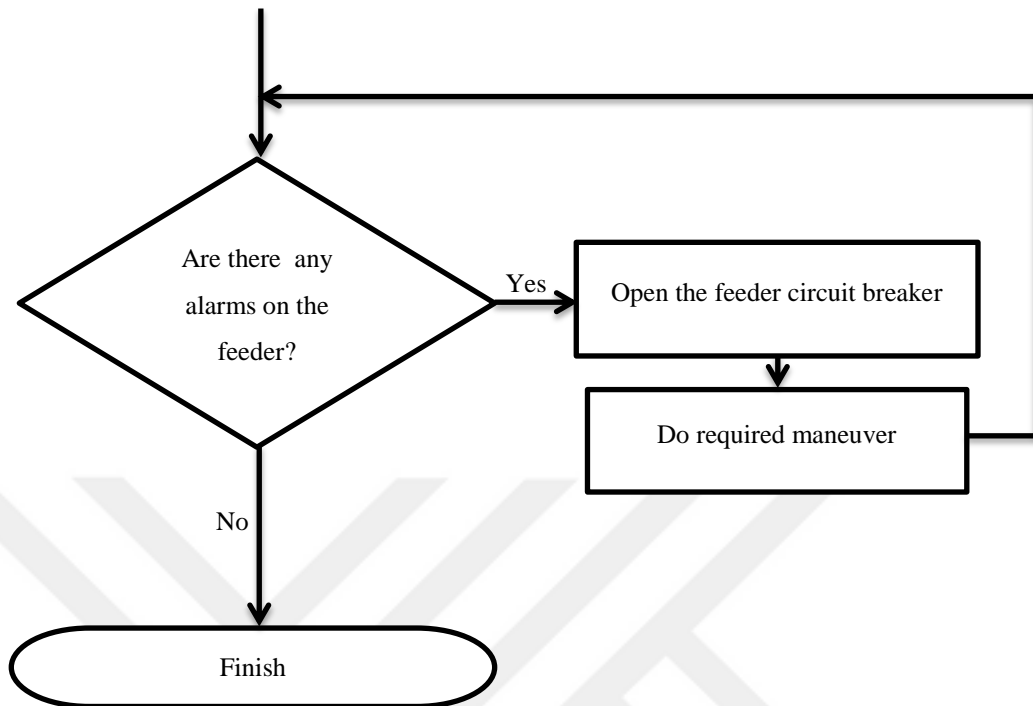 Are there any
alarms on the
feeder?
Yes
Open the feeder circuit breaker
Do required maneuver
No
Finish